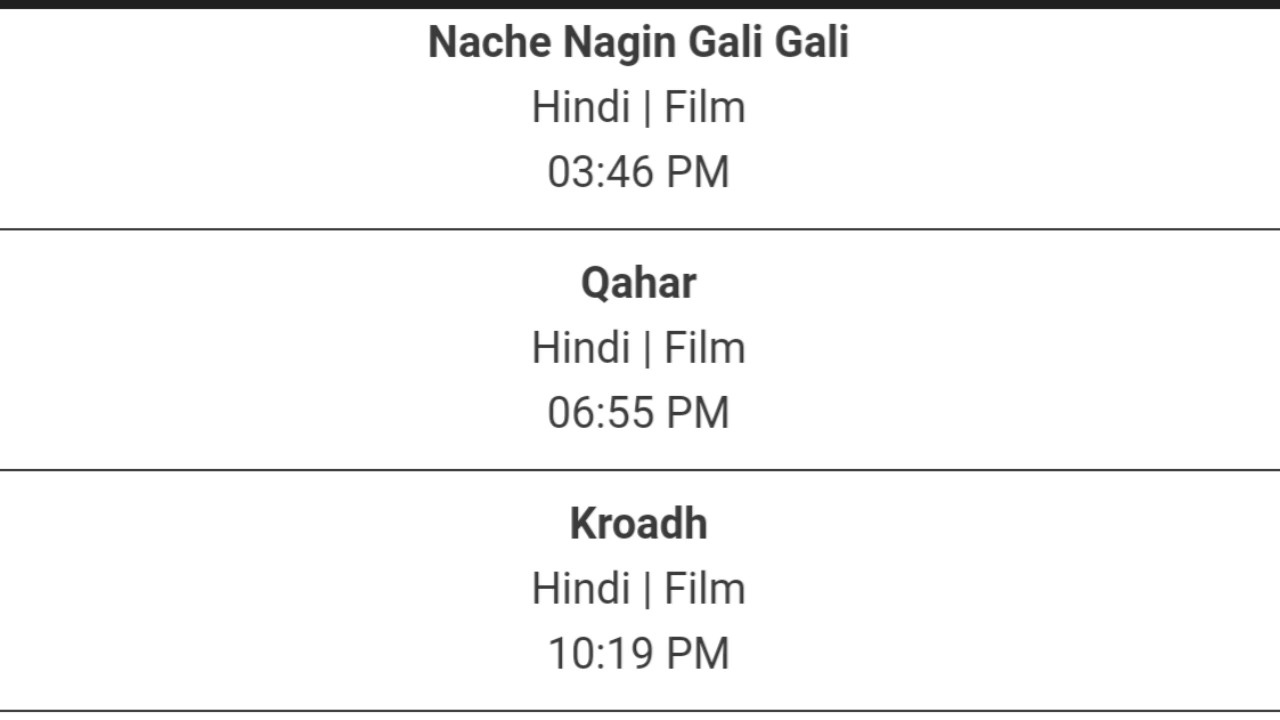 Nache Nagin Gali Gali
Hindi | Film
03:46 PM
Qahar
Hindi | Film
06:55 PM
Kroadh
Hindi | Film
10:19 PM